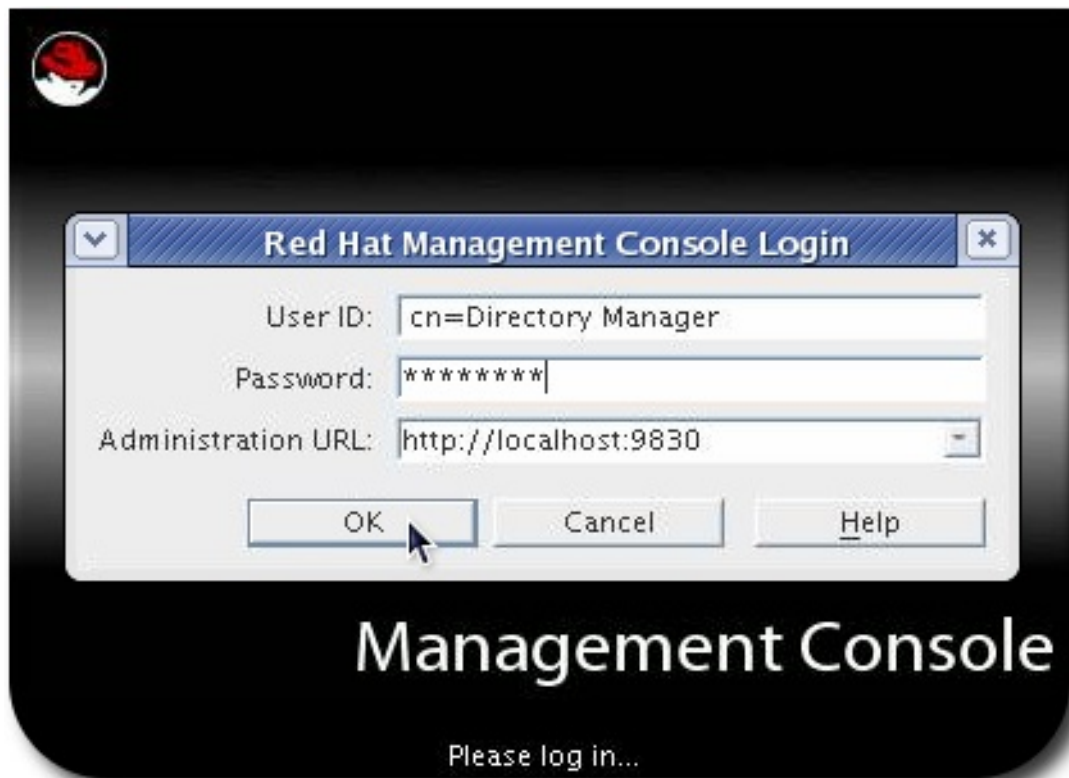 Red Hat Management Console Login
User ID: cn=Directory Manager
Password: ********
Administration URL: http://localhost:9830
OK Cancel Help
Management Console
Please log in...